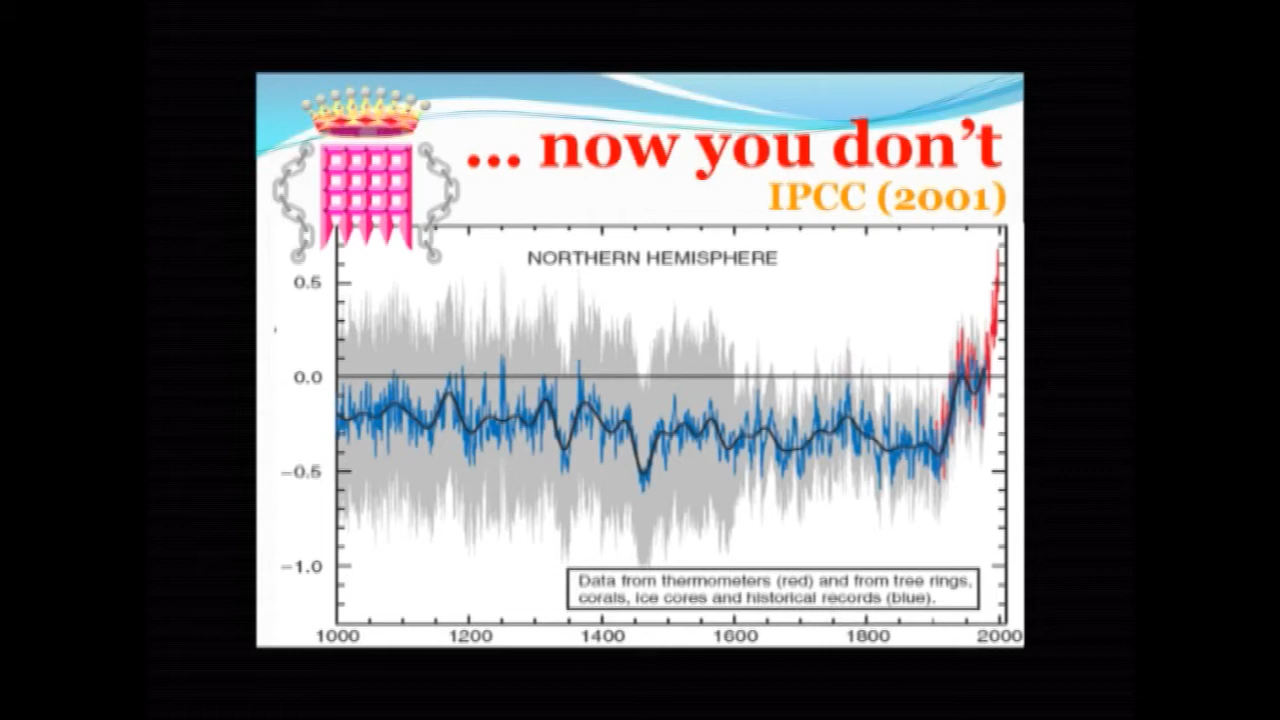 ... now you don't
IPCC (2001)
NORTHERN HEMISPHERE
0.5
0.0
−0.5
−1.0
Data from thermometers (red) and from tree rings,
corals, ice cores and historical records (blue).
1000 1200 1400 1600 1800 2000